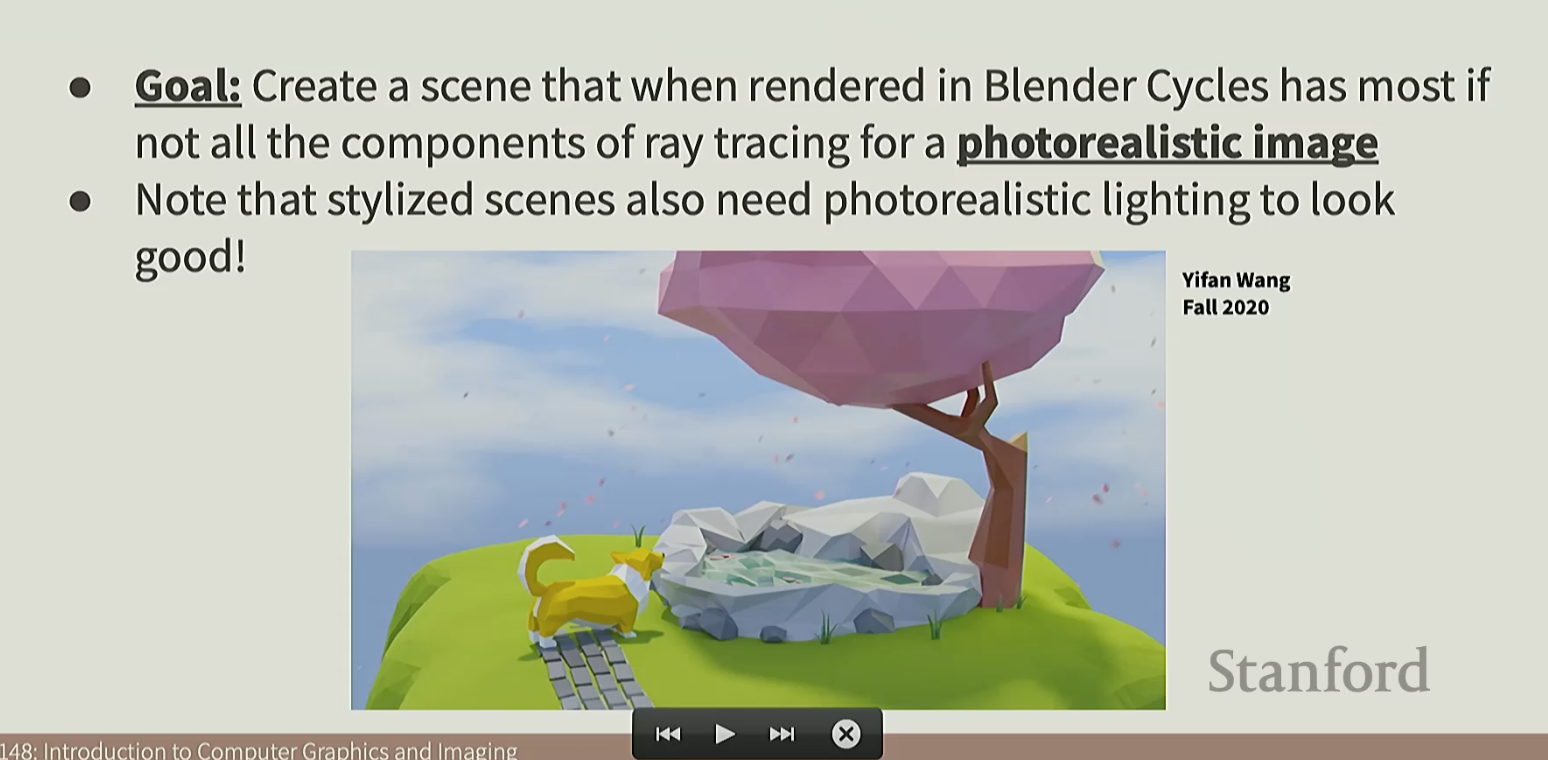 ● Goal: Create a scene that when rendered in Blender Cycles has most if
not all the components of ray tracing for a photorealistic image
● Note that stylized scenes also need photorealistic lighting to look
good!
Yifan Wang
Fall 2020
Stanford
148: Introduction to Computer Graphics and Imaging